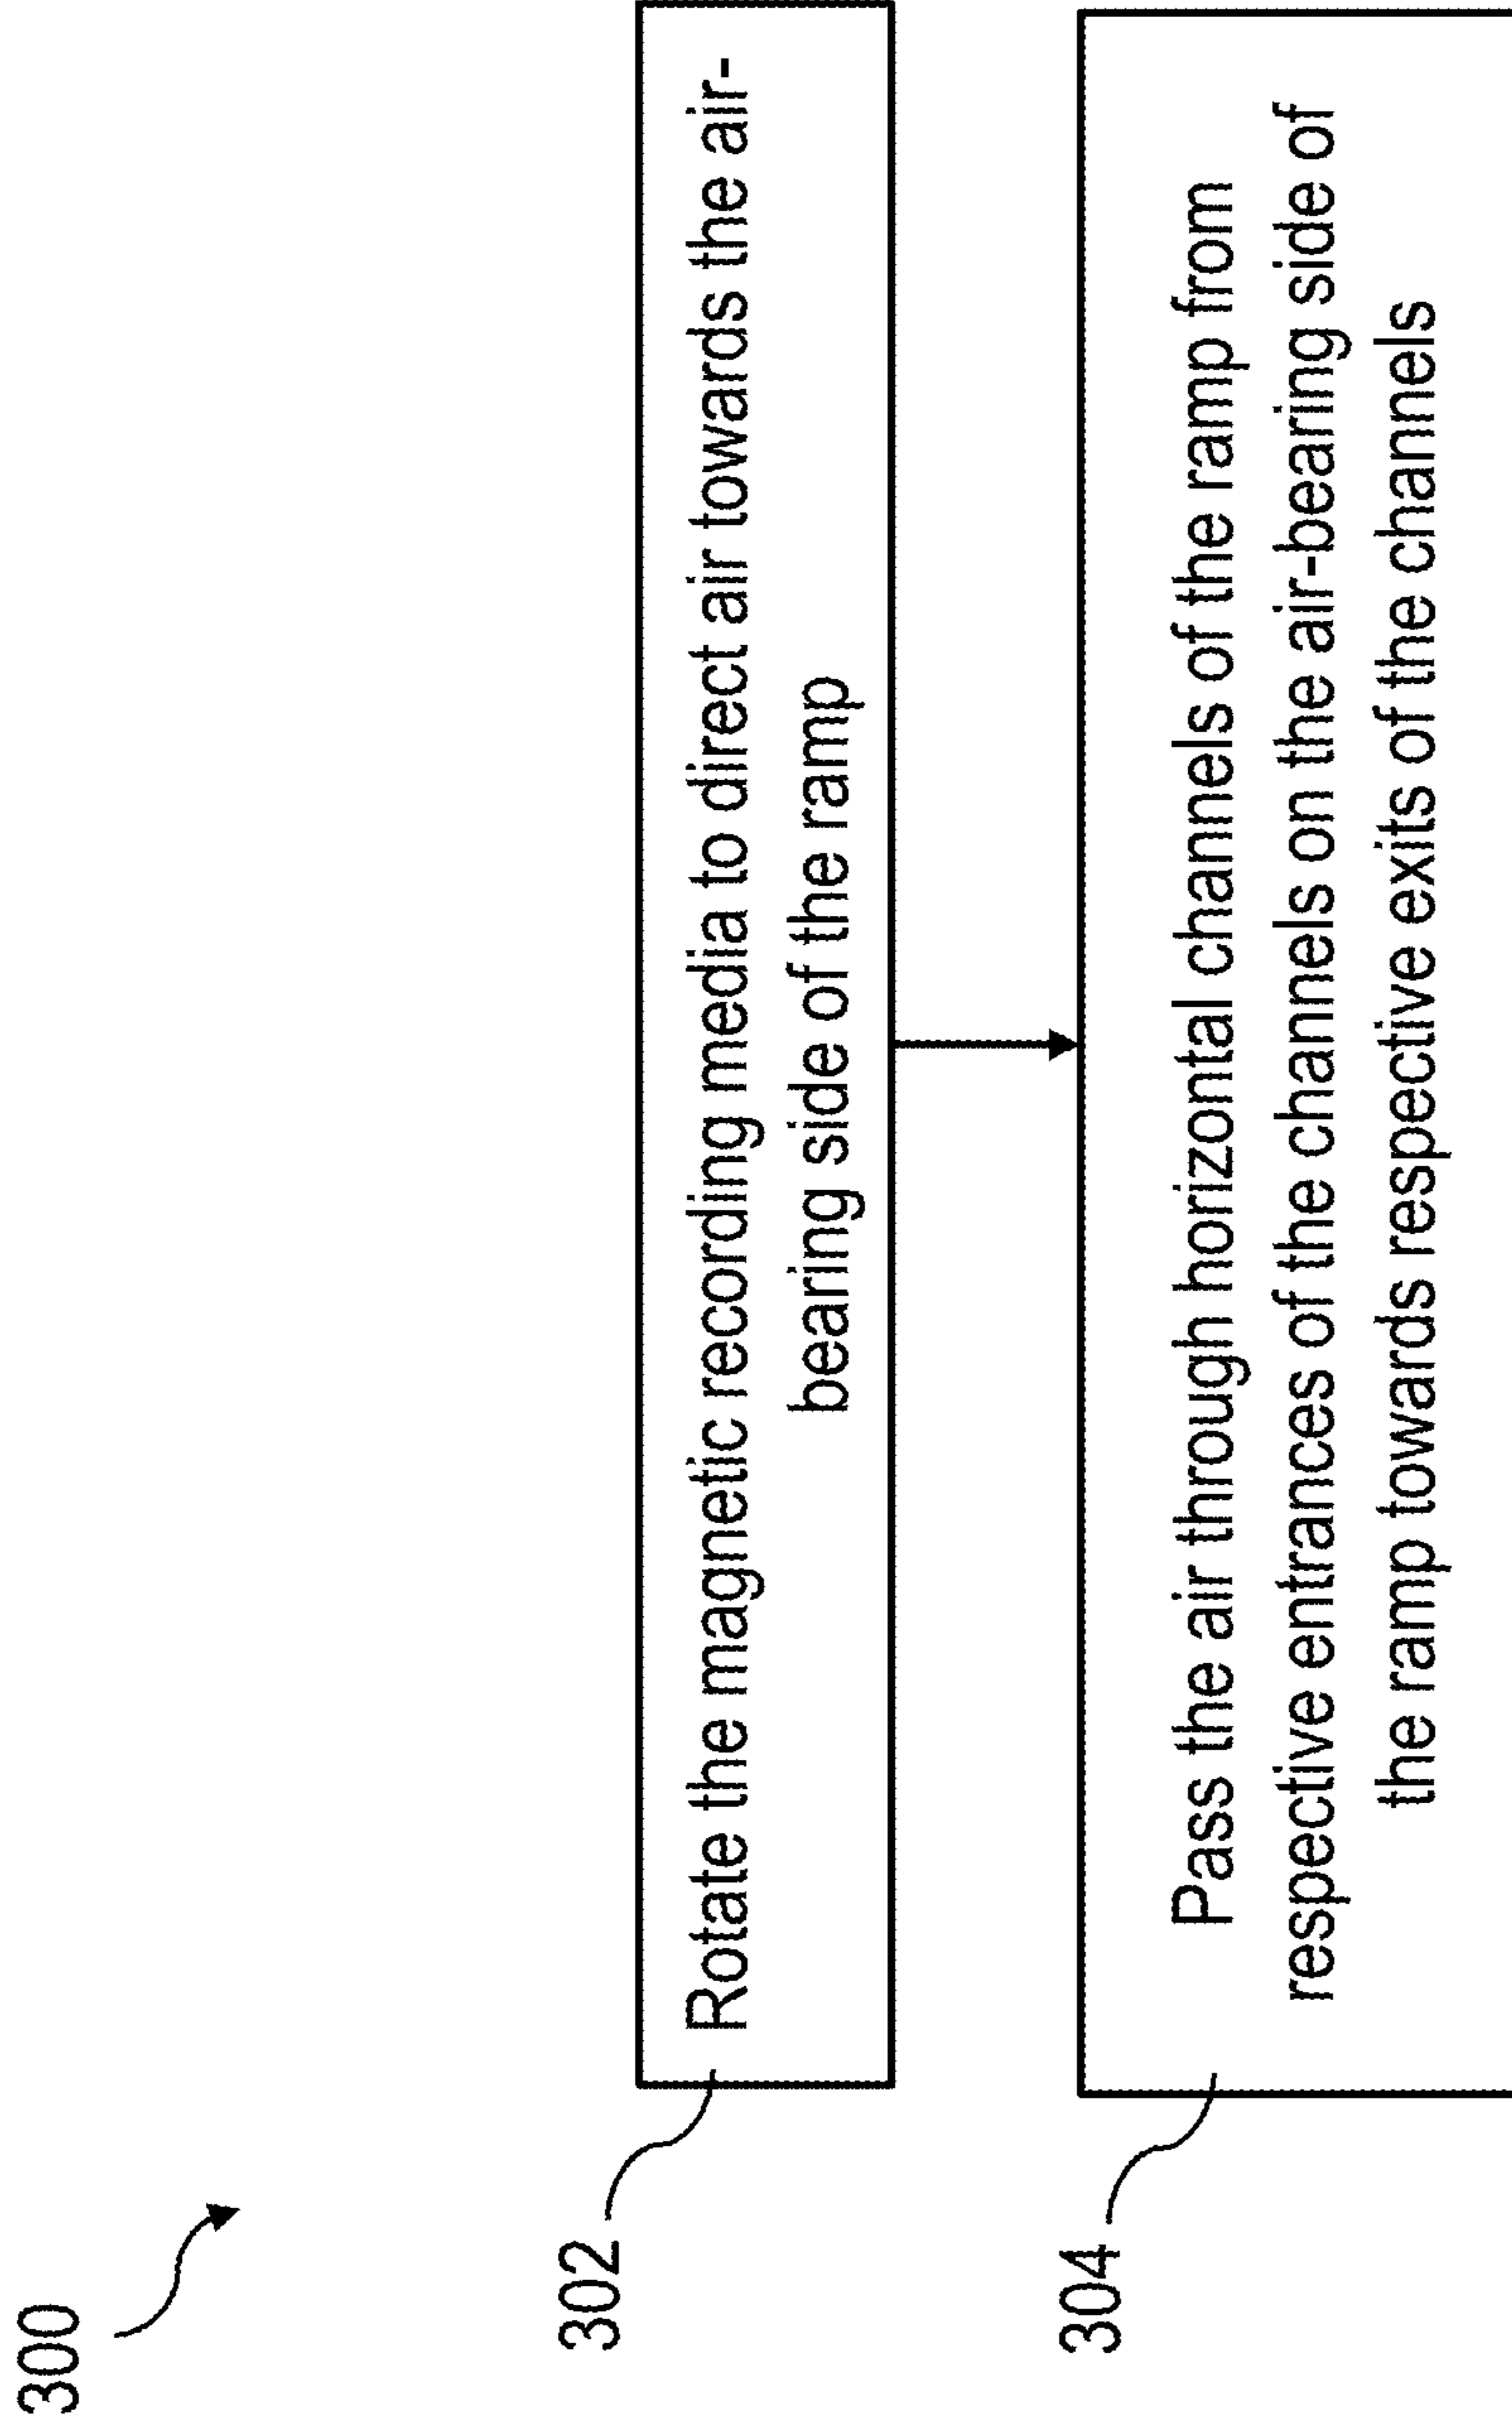 300
302
Rotate the magnetic recording media to direct air towards the air-
bearing side of the ramp
304
Pass the air through horizontal channels of the ramp from
respective entrances of the channels on the air-bearing side of
the ramp towards respective exits of the channels